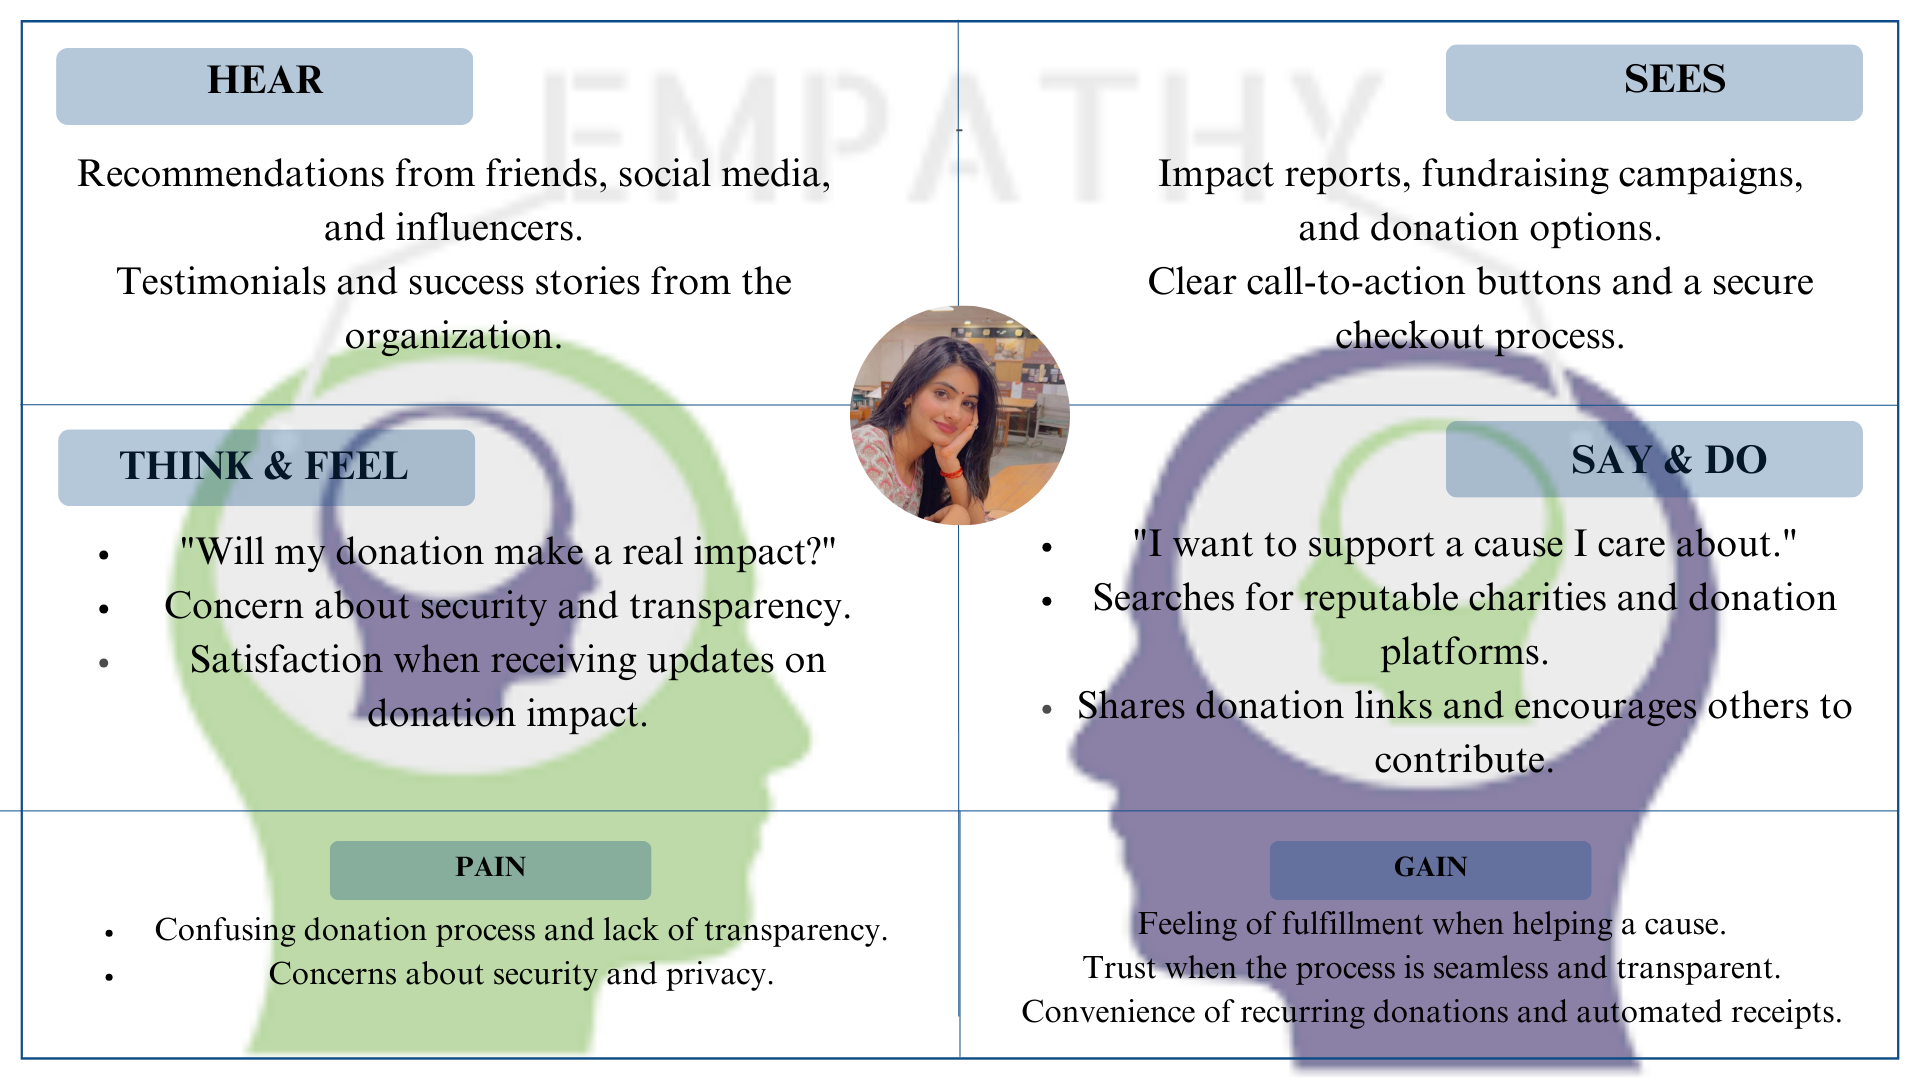 EMPATHY
HEAR
Recommendations from friends, social media,
and influencers.
Testimonials and success stories from the
organization.
SEES
-
Impact reports, fundraising campaigns,
and donation options.
Clear call-to-action buttons and a secure
checkout process.
THINK & FEEL
• "Will my donation make a real impact?"
• Concern about security and transparency.
• Satisfaction when receiving updates on
donation impact.
SAY & DO
• "I want to support a cause I care about."
• Searches for reputable charities and donation
platforms.
• Shares donation links and encourages others to
contribute.
PAIN
• Confusing donation process and lack of transparency.
• Concerns about security and privacy.
GAIN
Feeling of fulfillment when helping a cause.
Trust when the process is seamless and transparent.
Convenience of recurring donations and automated receipts.